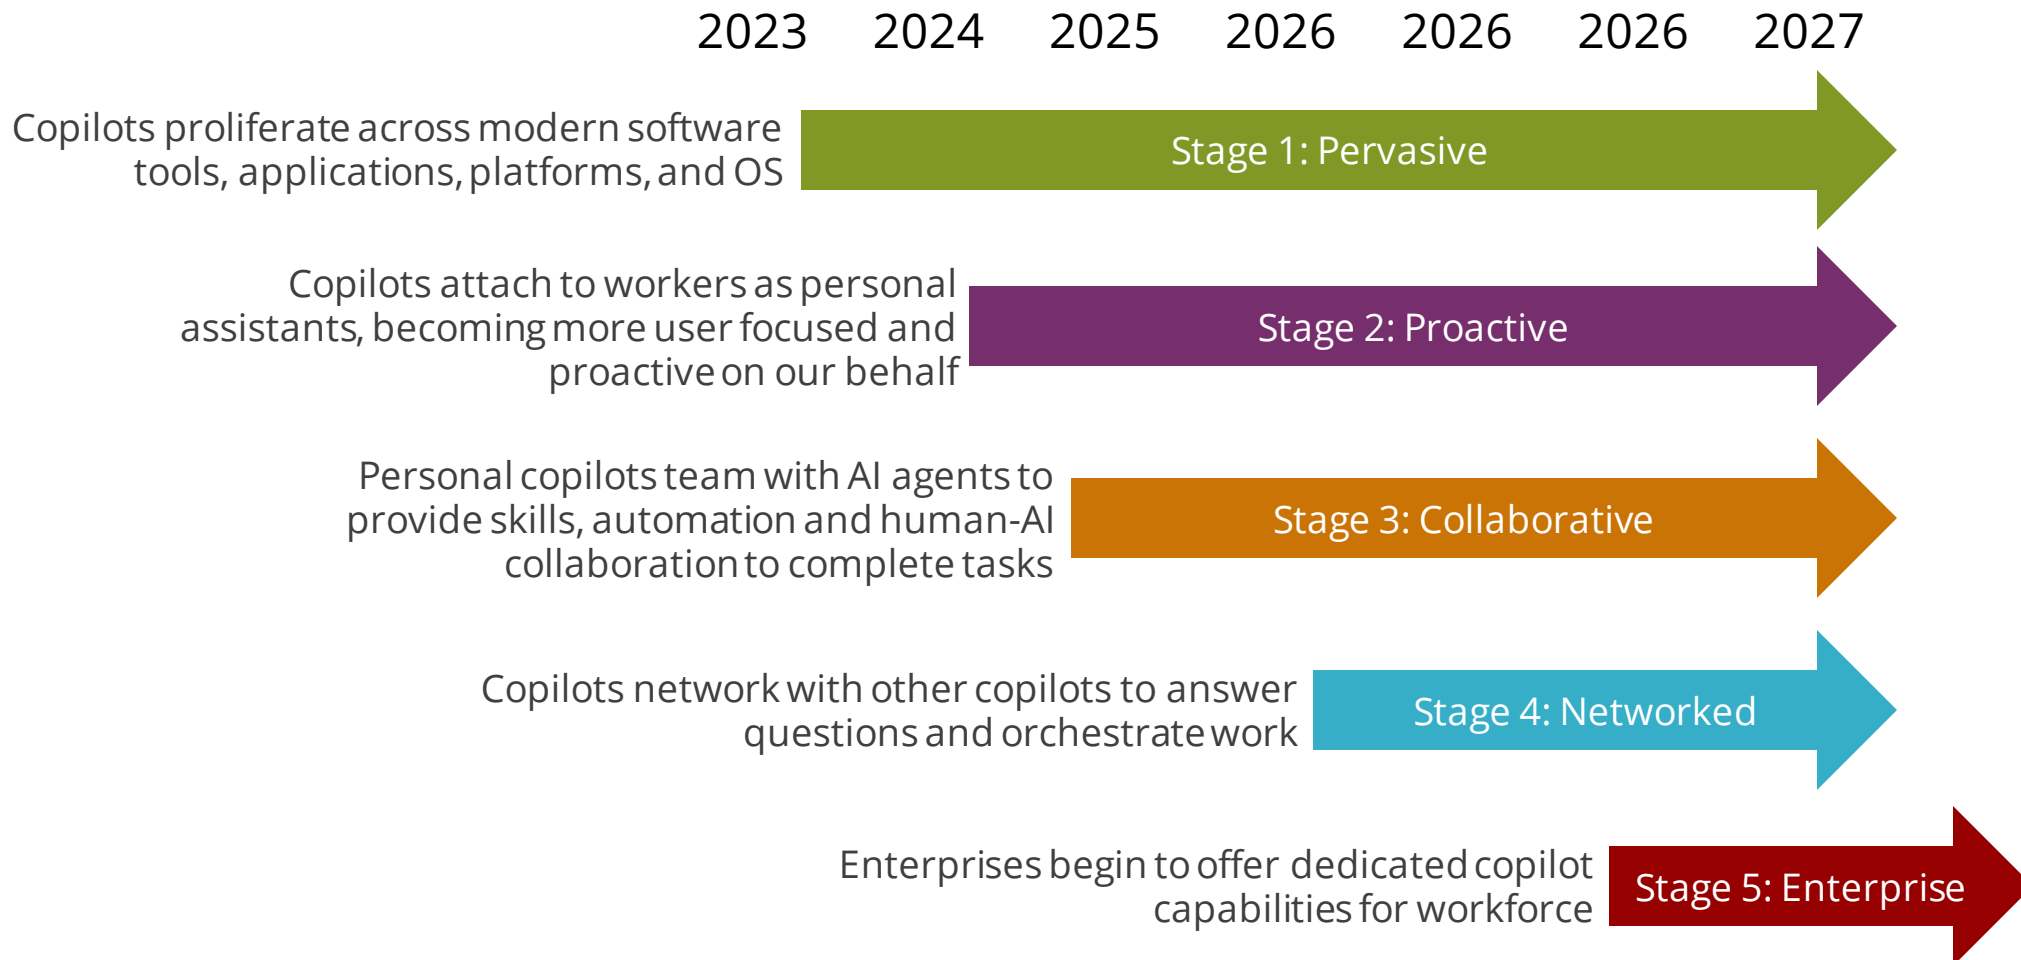 2023 2024 2025 2026 2026 2026 2027
Copilots proliferate across modern software
tools, applications, platforms, and OS
Stage 1: Pervasive
Copilots attach to workers as personal
assistants, becoming more user focused and
proactive on our behalf
Stage 2: Proactive
Personal copilots team with AI agents to
provide skills, automation and human-AI
collaboration to complete tasks
Stage 3: Collaborative
Copilots network with other copilots to answer
questions and orchestrate work
Stage 4: Networked
Enterprises begin to offer dedicated copilot
capabilities for workforce
Stage 5: Enterprise